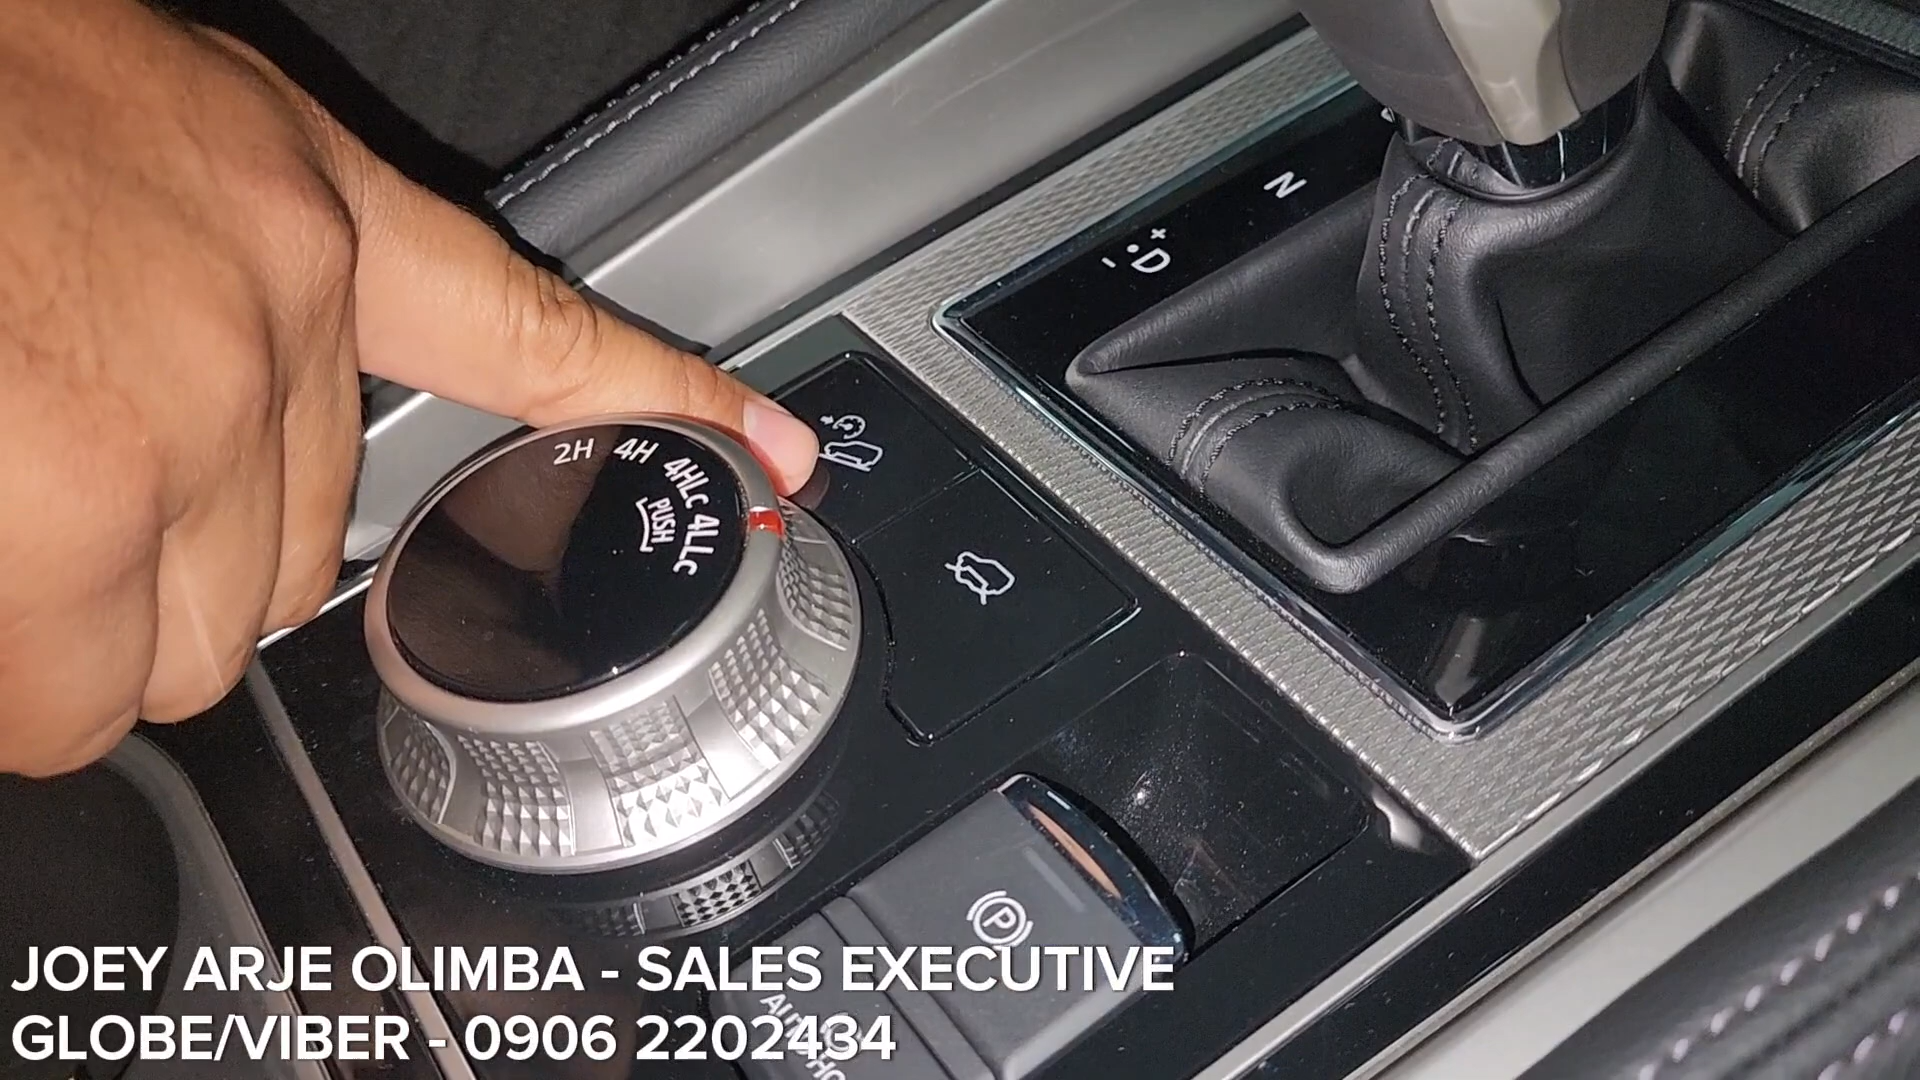 N
+
D
-
2H
4H
4HLc
4LLc
PUSH
P
JOEY ARJE OLIMBA - SALES EXECUTIVE
GLOBE/VIBER - 0906 2202434